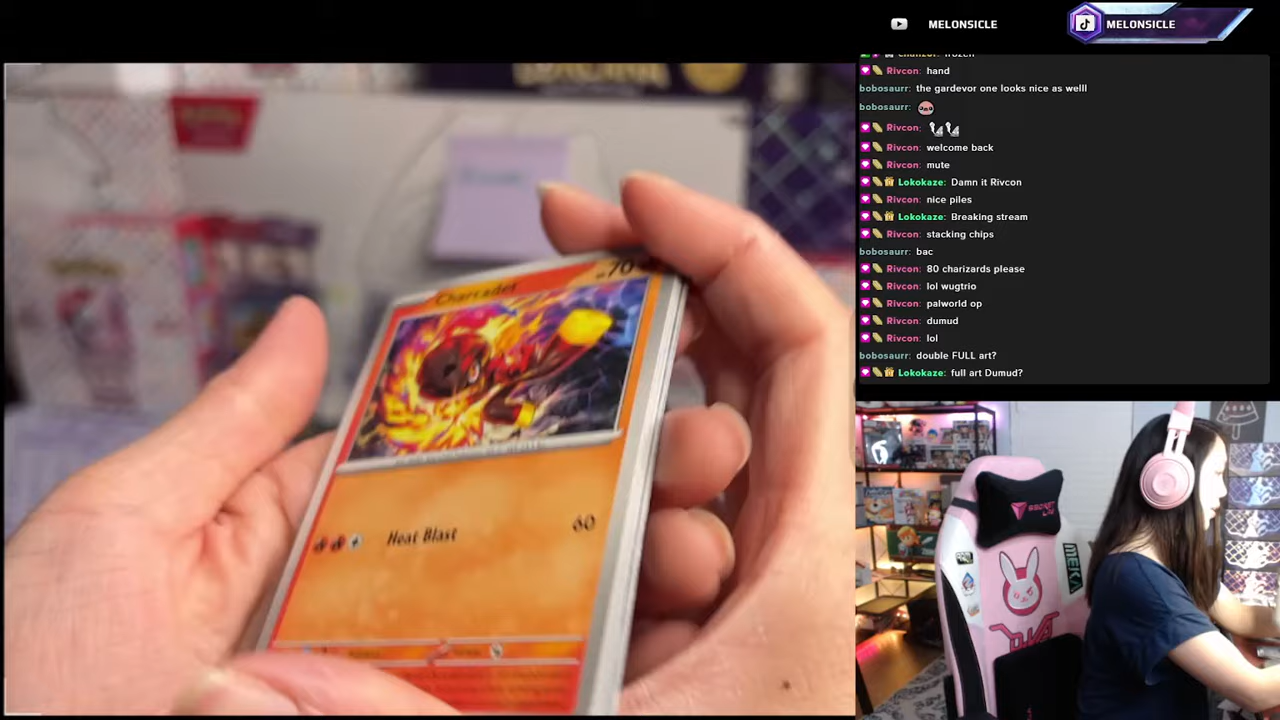 MELONSICLE
MELONSICLE
Rivcon: hand
bobosaurr: the gardevor one looks nice as welll
bobosaurr:
Rivcon:
Rivcon: welcome back
Rivcon: mute
Lokokaze: Damn it Rivcon
Rivcon: nice piles
Lokokaze: Breaking stream
Rivcon: stacking chips
bobosaurr: bac
Rivcon: 80 charizards please
Rivcon: lol wugtrio
Rivcon: palworld op
Rivcon: dumud
Rivcon: lol
bobosaurr: double FULL art?
Lokokaze: full art Dumud?
Charcadet 70
Heat Blast 60
MEKA
D.VA